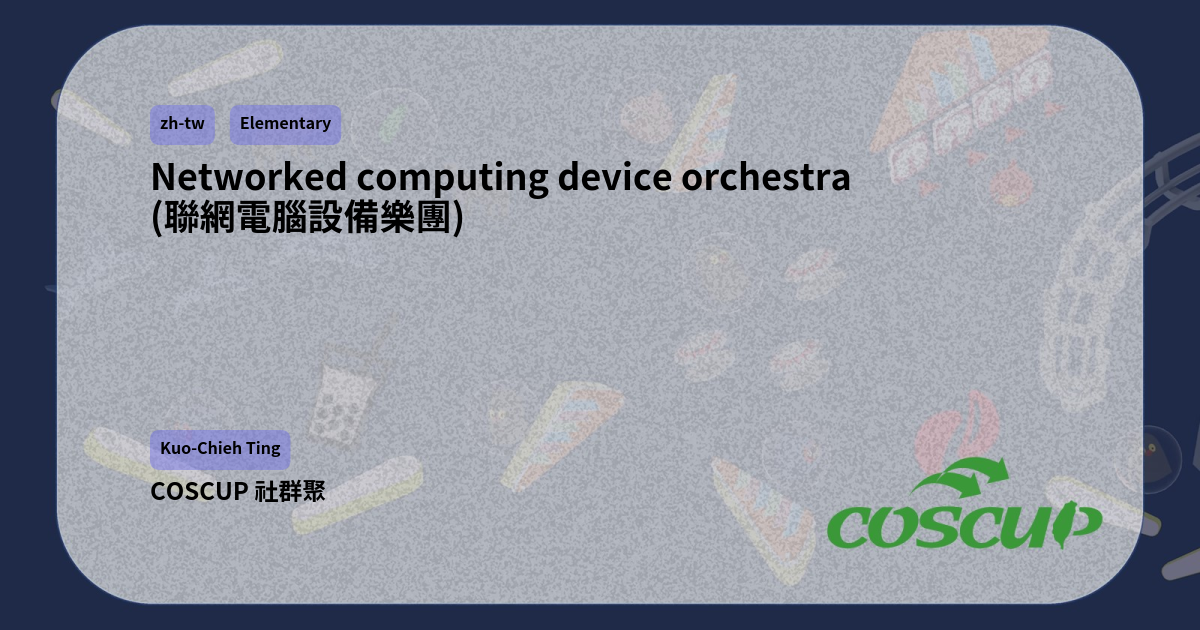 zh-tw Elementary
Networked computing device orchestra
(聯網電腦設備樂團)
Kuo-Chieh Ting
COSCUP 社群聚
COSCUP